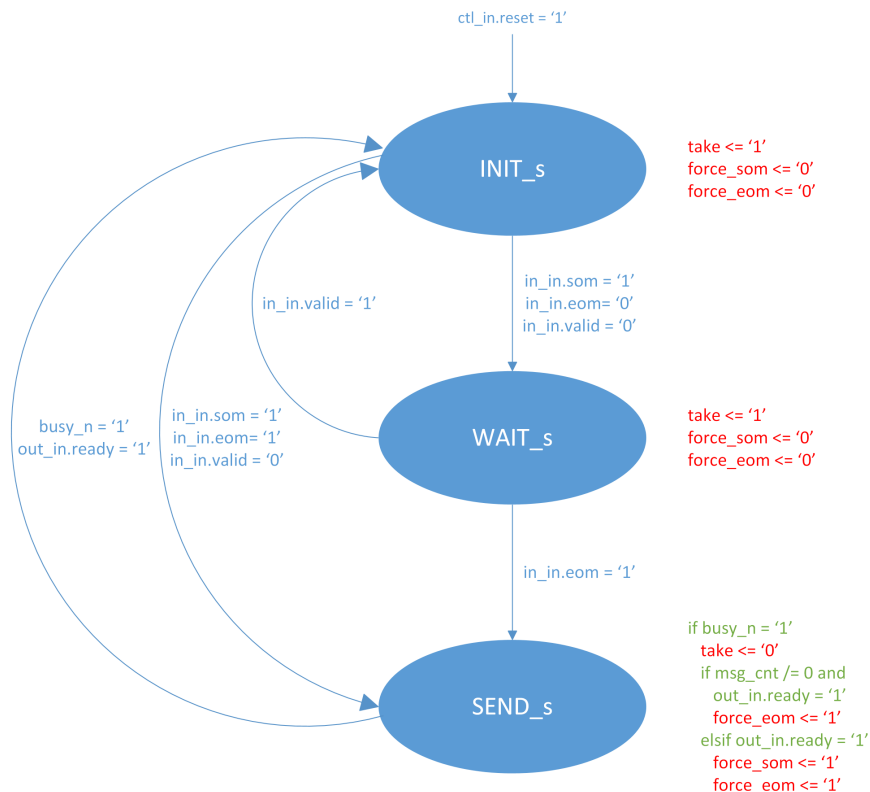 ctl_in.reset = ‘1’
INIT_s
take <= ‘1’
force_som <= ‘0’
force_eom <= ‘0’
in_in.valid = ‘1’
in_in.som = ‘1’
in_in.eom= ‘0’
in_in.valid = ‘0’
busy_n = ‘1’
out_in.ready = ‘1’
in_in.som = ‘1’
in_in.eom= ‘1’
in_in.valid = ‘0’
WAIT_s
take <= ‘1’
force_som <= ‘0’
force_eom <= ‘0’
in_in.eom = ‘1’
SEND_s
if busy_n = ‘1’
take <= ‘0’
if msg_cnt /= 0 and
out_in.ready = ‘1’
force_eom <= ‘1’
elsif out_in.ready = ‘1’
force_som <= ‘1’
force_eom <= ‘1’